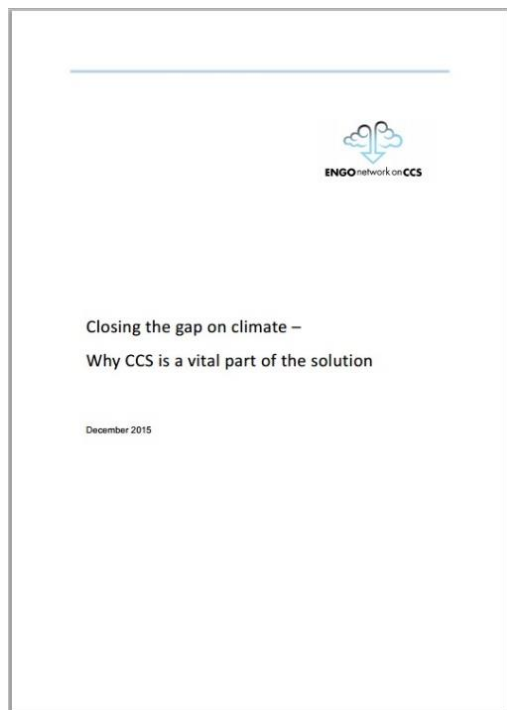 ENGOnetworkonCCS
Closing the gap on climate –
Why CCS is a vital part of the solution
December 2015